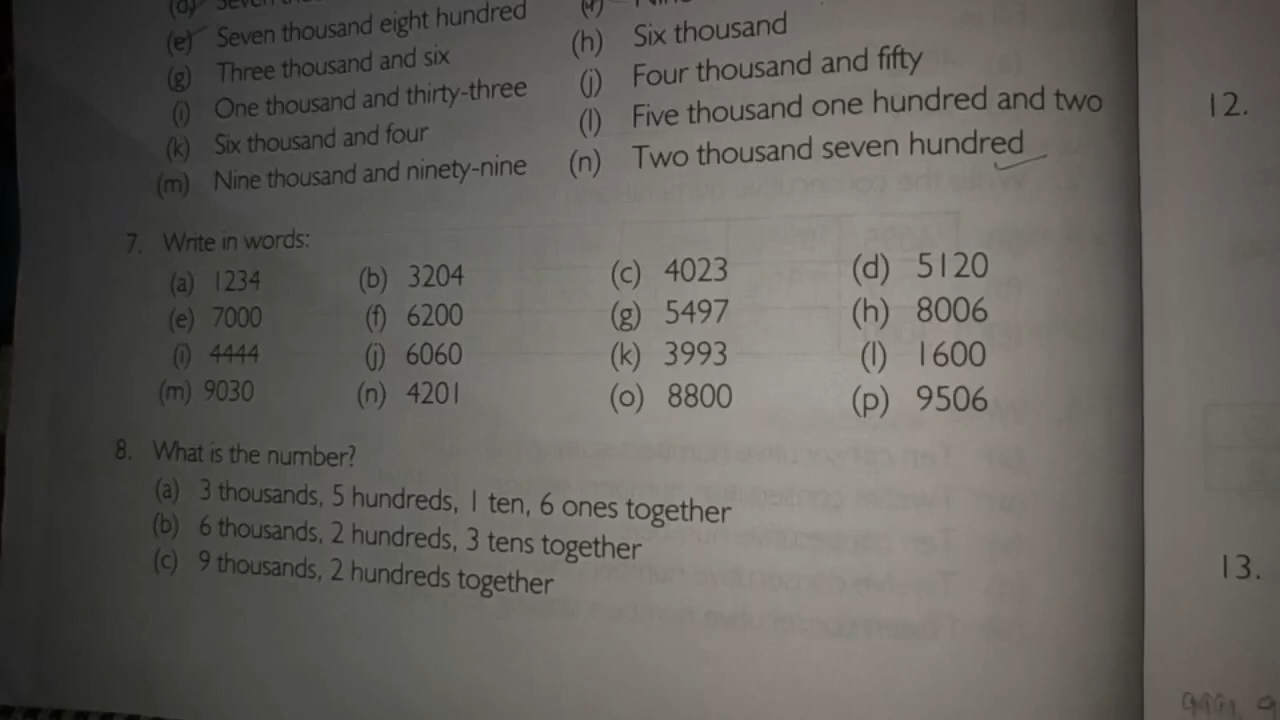 (e) Seven thousand eight hundred
(g) Three thousand and six (h) Six thousand
(i) One thousand and thirty-three (j) Four thousand and fifty
(k) Six thousand and four (l) Five thousand one hundred and two
(m) Nine thousand and ninety-nine (n) Two thousand seven hundred
7. Write in words:
(a) 1234 (b) 3204 (c) 4023 (d) 5120
(e) 7000 (f) 6200 (g) 5497 (h) 8006
(i) 4444 (j) 6060 (k) 3993 (l) 1600
(m) 9030 (n) 4201 (o) 8800 (p) 9506
8. What is the number?
(a) 3 thousands, 5 hundreds, 1 ten, 6 ones together
(b) 6 thousands, 2 hundreds, 3 tens together
(c) 9 thousands, 2 hundreds together
12.
13.